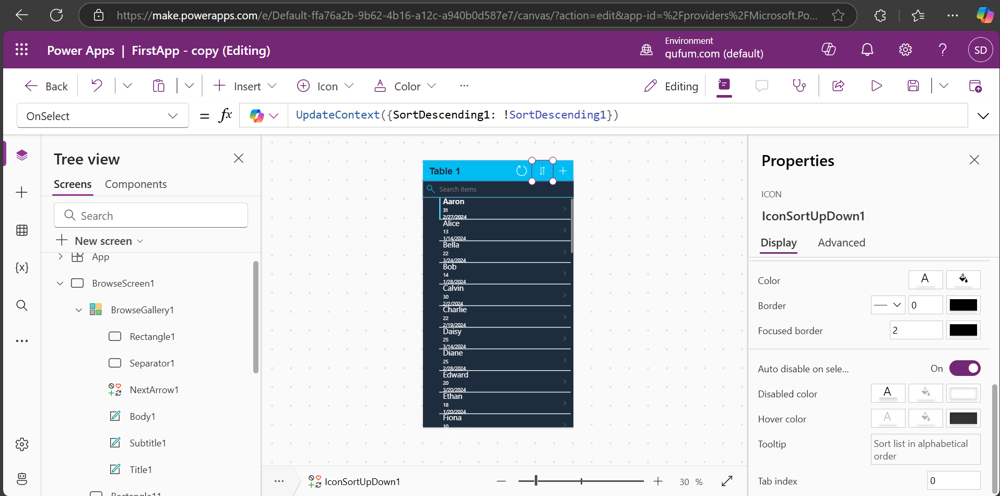 https://make.powerapps.com/e/Default-ffa76a2b-9b62-4b16-a12c-a940b0d587e7/canvas/?action=edit&app-id=%2Fproviders%2FMicrosoft.Po...
Power Apps | FirstApp - copy (Editing)
Environment
qufum.com (default)
SD
Back
Insert
Icon
Color
...
Editing
OnSelect
= fx
UpdateContext({SortDescending1: !SortDescending1})
Tree view
Screens Components
Search
New screen
App
BrowseScreen1
BrowseGallery1
Rectangle1
Separator1
NextArrow1
Body1
Subtitle1
Title1
Rectangle11
Table 1
Search items
Aaron
31
2/27/2024
Alice
13
1/14/2024
Bella
22
3/24/2024
Bob
14
1/28/2024
Calvin
30
2/2/2024
Charlie
22
2/19/2024
Daisy
25
3/14/2024
Diane
25
2/28/2024
Edward
20
3/20/2024
Ethan
18
1/20/2024
Fiona
10
IconSortUpDown1
30 %
Properties
ICON
IconSortUpDown1
Display Advanced
Color
Border 0
Focused border 2
Auto disable on sele... On
Disabled color
Hover color
Tooltip Sort list in alphabetical
order
Tab index 0